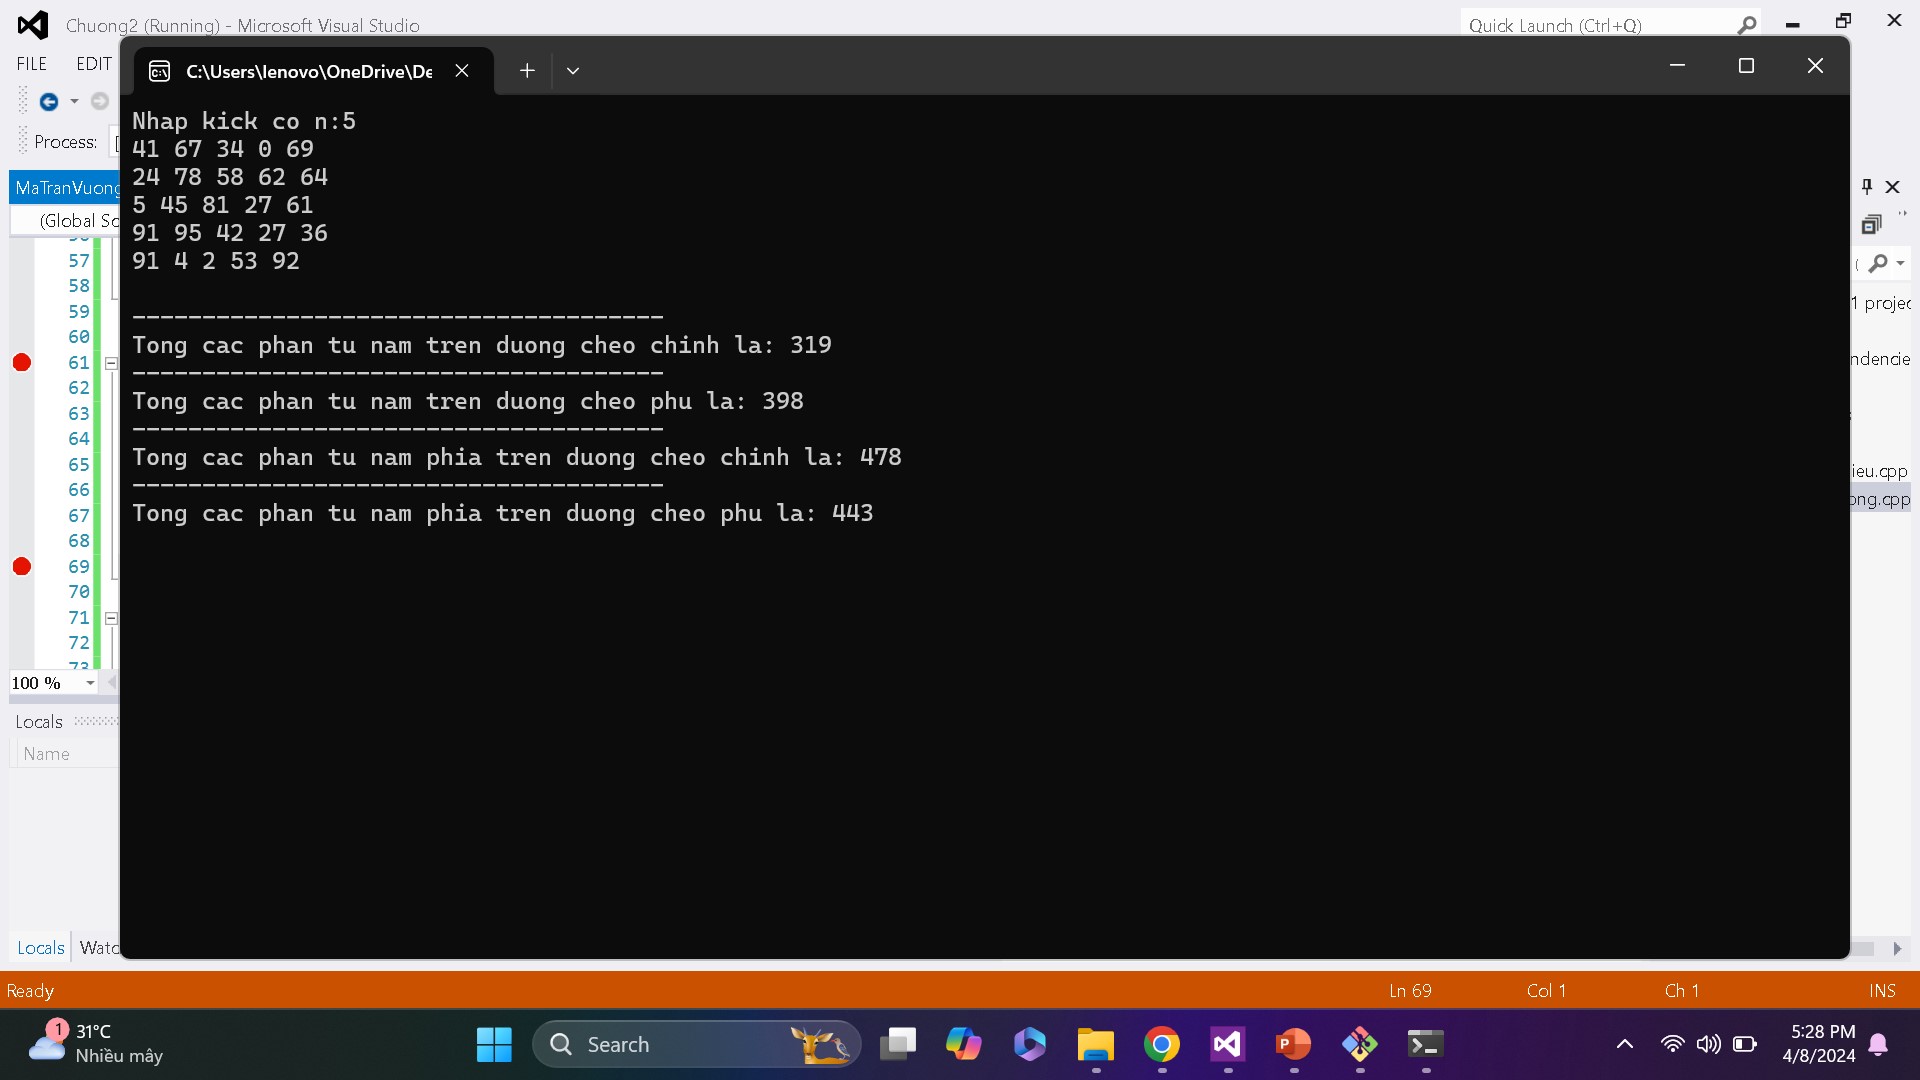 Chuong2 (Running) - Microsoft Visual Studio
Quick Launch (Ctrl+Q)
FILE EDIT
C:\Users\lenovo\OneDrive\De
Process:
MaTranVuong
(Global Sc
Nhap kick co n:5
41 67 34 0 69
24 78 58 62 64
5 45 81 27 61
91 95 42 27 36
91 4 2 53 92
--------------------------------------
Tong cac phan tu nam tren duong cheo chinh la: 319
--------------------------------------
Tong cac phan tu nam tren duong cheo phu la: 398
--------------------------------------
Tong cac phan tu nam phia tren duong cheo chinh la: 478
--------------------------------------
Tong cac phan tu nam phia tren duong cheo phu la: 443
57
58
59
60
61
62
63
64
65
66
67
68
69
70
71
72
73
1 projec
ndencie
ieu.cpp
ong.cpp
100 %
Locals
Name
Locals Watc
Ready Ln 69 Col 1 Ch 1 INS
1
31°C
Nhiều mây
Search
5:28 PM
4/8/2024